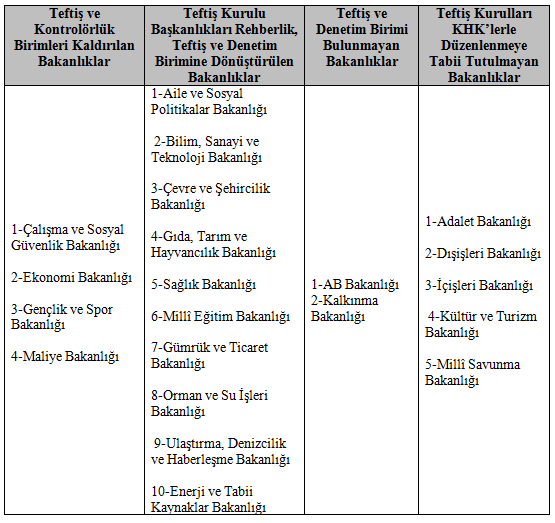 Teftiş ve
Kontrolörlük
Birimleri Kaldırılan
Bakanlıklar
Teftiş Kurulu
Başkanlıkları Rehberlik,
Teftiş ve Denetim
Birimine Dönüştürülen
Bakanlıklar
Teftiş ve
Denetim Birimi
Bulunmayan
Bakanlıklar
Teftiş Kurulları
KHK’lerle
Düzenlenmeye
Tabii Tutulmayan
Bakanlıklar
1-Çalışma ve Sosyal
Güvenlik Bakanlığı
2-Ekonomi Bakanlığı
3-Gençlik ve Spor
Bakanlığı
4-Maliye Bakanlığı
1-Aile ve Sosyal
Politikalar Bakanlığı
2-Bilim, Sanayi ve
Teknoloji Bakanlığı
3-Çevre ve Şehircilik
Bakanlığı
4-Gıda, Tarım ve
Hayvancılık Bakanlığı
5-Sağlık Bakanlığı
6-Millî Eğitim Bakanlığı
7-Gümrük ve Ticaret
Bakanlığı
8-Orman ve Su İşleri
Bakanlığı
9-Ulaştırma, Denizcilik
ve Haberleşme Bakanlığı
10-Enerji ve Tabii
Kaynaklar Bakanlığı
1-AB Bakanlığı
2-Kalkınma
Bakanlığı
1-Adalet Bakanlığı
2-Dışişleri Bakanlığı
3-İçişleri Bakanlığı
4-Kültür ve Turizm
Bakanlığı
5-Millî Savunma
Bakanlığı